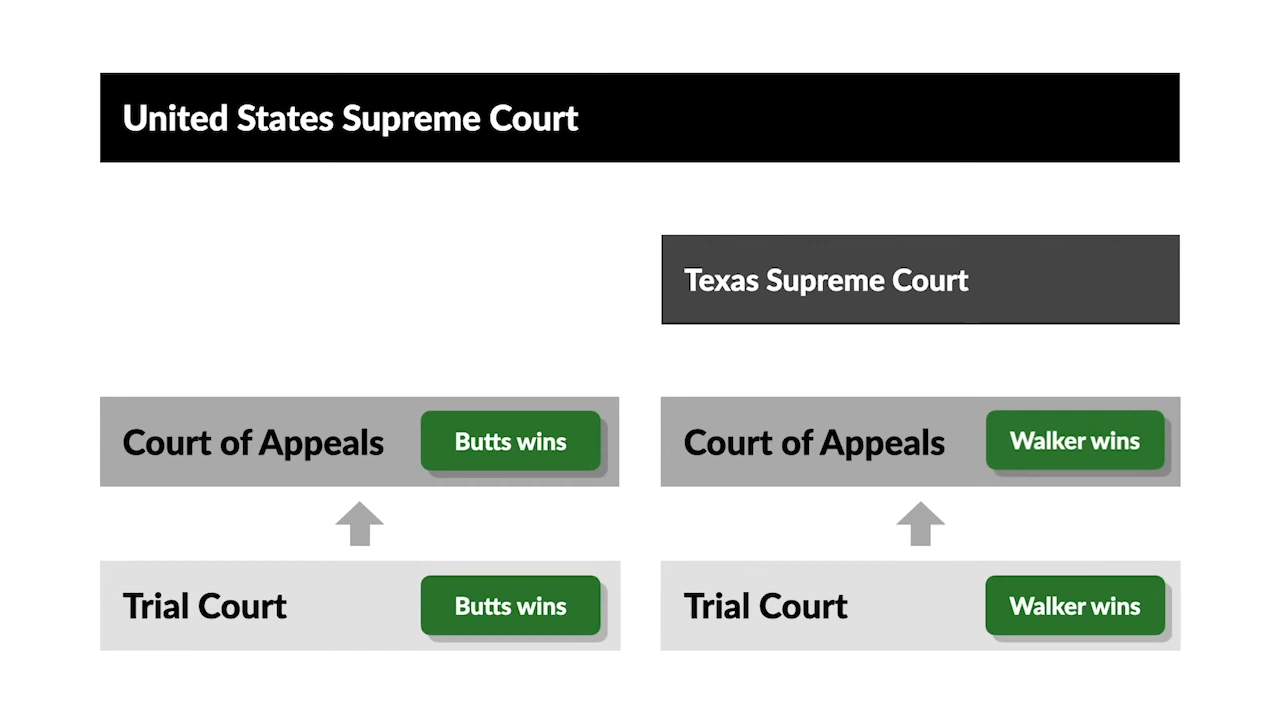 United States Supreme Court
Texas Supreme Court
Court of Appeals
Butts wins
Court of Appeals
Walker wins
Trial Court
Butts wins
Trial Court
Walker wins